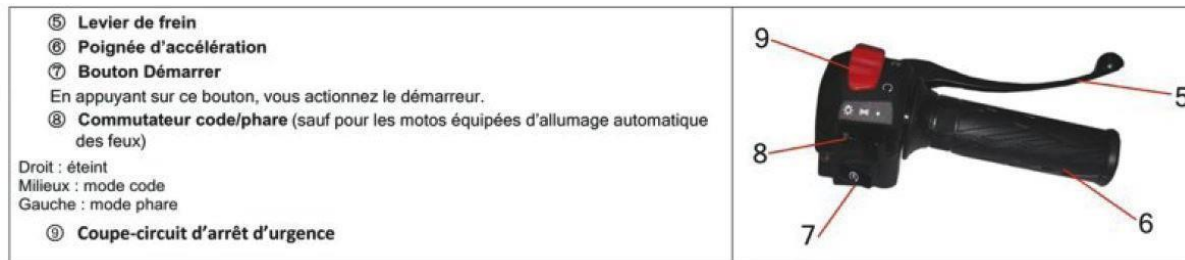 ⑤ Levier de frein
⑥ Poignée d'accélération
⑦ Bouton Démarrer
En appuyant sur ce bouton, vous actionnez le démarreur.
⑧ Commutateur code/phare (sauf pour les motos équipées d'allumage automatique
des feux)
Droit : éteint
Milieux : mode code
Gauche : mode phare
⑨ Coupe-circuit d'arrêt d'urgence
9
5
8
7
6